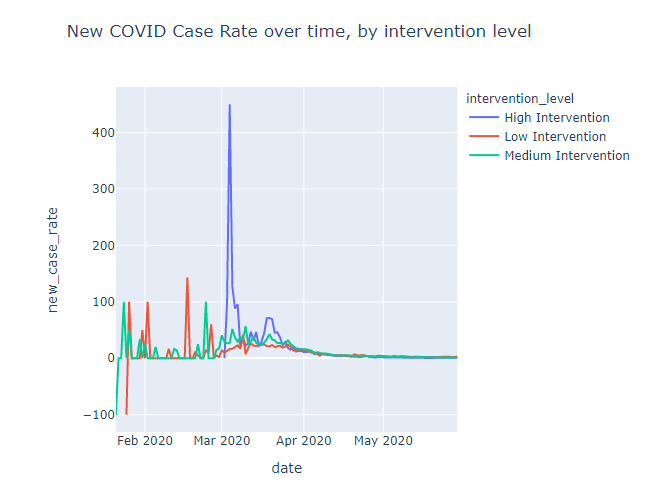 New COVID Case Rate over time, by intervention level
intervention_level
High Intervention
Low Intervention
Medium Intervention
new_case_rate
400
300
200
100
0
−100
Feb 2020
Mar 2020
Apr 2020
May 2020
date